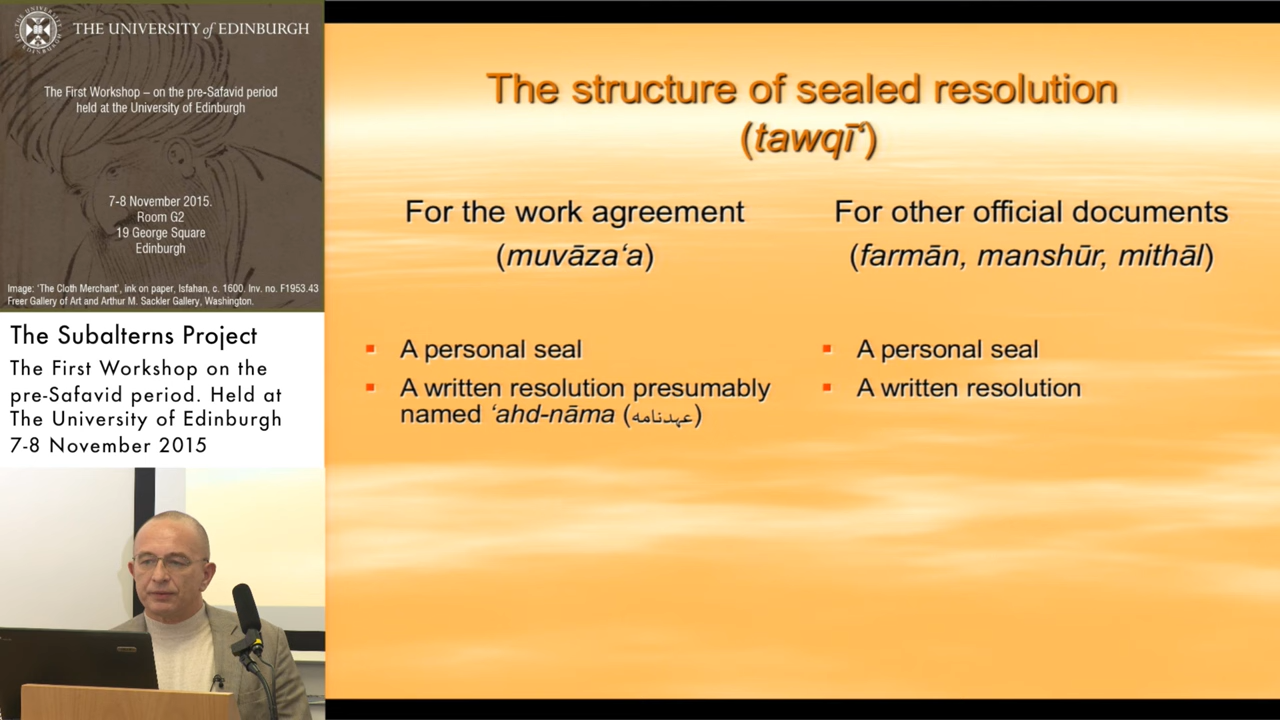 THE UNIVERSITY of EDINBURGH
The First Workshop – on the pre-Safavid period
held at the University of Edinburgh
7-8 November 2015.
Room G2
19 George Square
Edinburgh
Image: 'The Cloth Merchant', ink on paper, Isfahan, c. 1600. Inv. no. F1953.43
Freer Gallery of Art and Arthur M. Sackler Gallery, Washington.
The Subalterns Project
The First Workshop on the
pre-Safavid period. Held at
The University of Edinburgh
7-8 November 2015
The structure of sealed resolution
(tawqī‘)
For the work agreement
(muvāza‘a)
A personal seal
A written resolution presumably
named ‘ahd-nāma (عهدنامه)
For other official documents
(farmān, manshūr, mithāl)
A personal seal
A written resolution